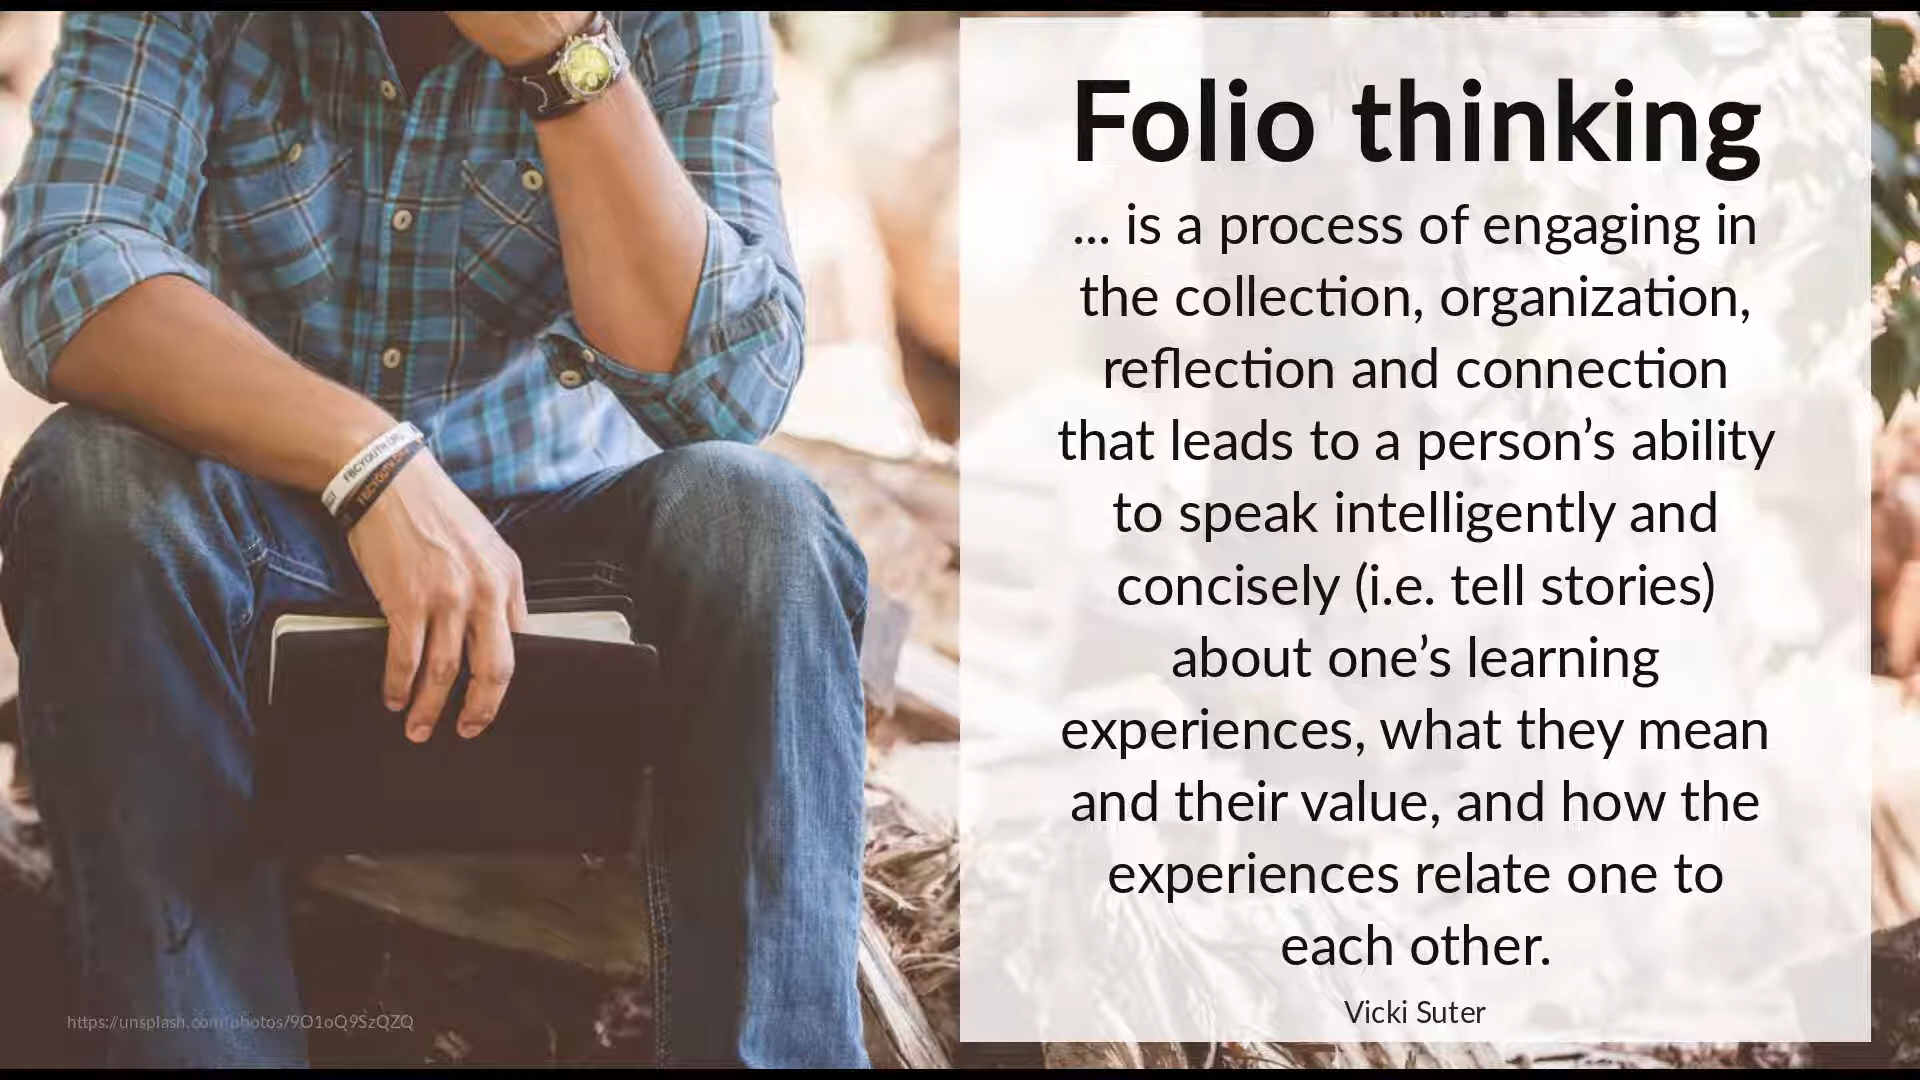 Folio thinking
... is a process of engaging in
the collection, organization,
reflection and connection
that leads to a person’s ability
to speak intelligently and
concisely (i.e. tell stories)
about one’s learning
experiences, what they mean
and their value, and how the
experiences relate one to
each other.
Vicki Suter
FBCYOUTH.ORG
https://unsplash.com/photos/9O1oQ9SzQZQ